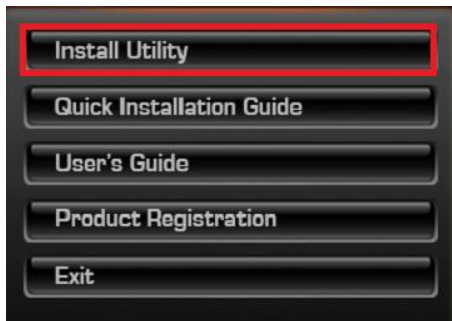 Install Utility
Quick Installation Guide
User's Guide
Product Registration
Exit